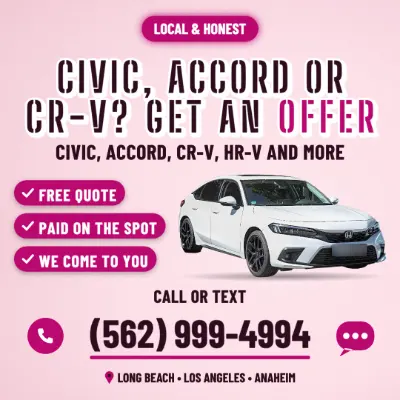 LOCAL & HONEST
CIVIC, ACCORD OR
CR-V? GET AN OFFER
CIVIC, ACCORD, CR-V, HR-V AND MORE
✓ FREE QUOTE
✓ PAID ON THE SPOT
✓ WE COME TO YOU
CALL OR TEXT
(562) 999-4994
LONG BEACH • LOS ANGELES • ANAHEIM